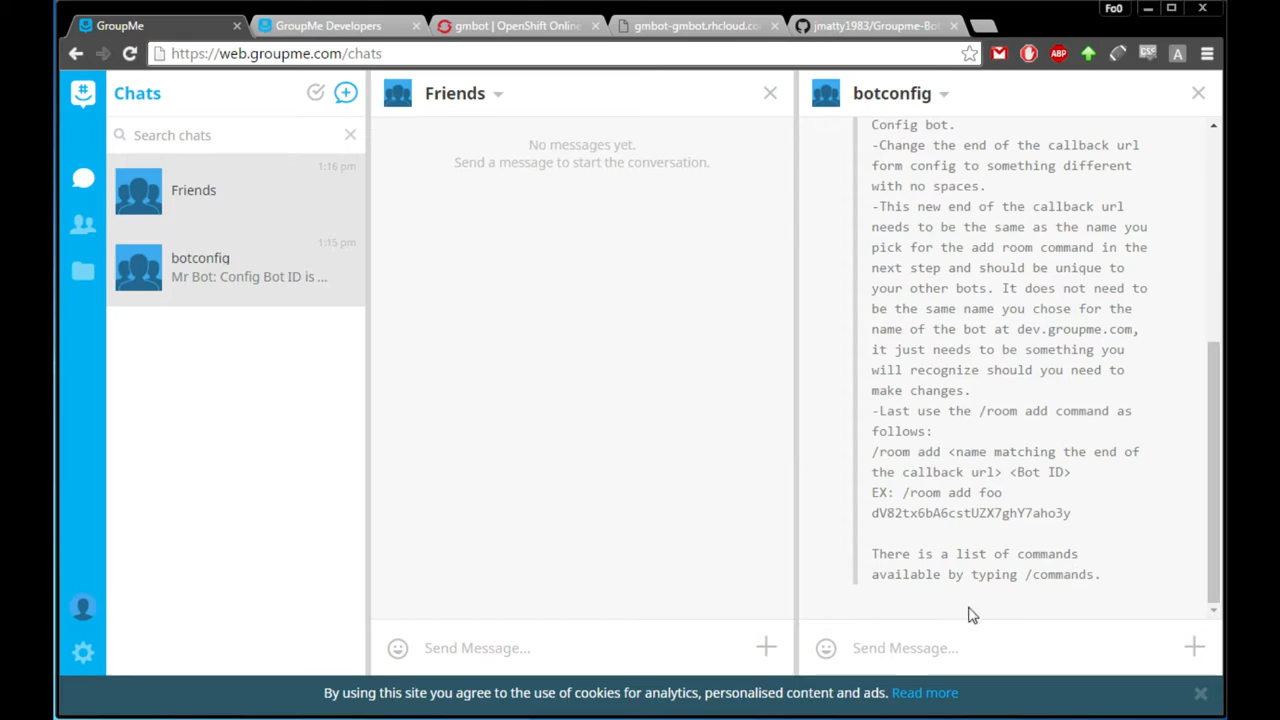 Fo0
GroupMe
GroupMe Developers
gmbot | OpenShift Online
gmbot-gmbot.rhcloud.co
jmatty1983/Groupme-Bo
https://web.groupme.com/chats
ABP
CSS
A
Chats
Search chats
1:16 pm
Friends
1:15 pm
botconfig
Mr Bot: Config Bot ID is ...
Friends
No messages yet.
Send a message to start the conversation.
Send Message...
botconfig
Config bot.
-Change the end of the callback url
form config to something different
with no spaces.
-This new end of the callback url
needs to be the same as the name you
pick for the add room command in the
next step and should be unique to
your other bots. It does not need to
be the same name you chose for the
name of the bot at dev.groupme.com,
it just needs to be something you
will recognize should you need to
make changes.
-Last use the /room add command as
follows:
/room add <name matching the end of
the callback url> <Bot ID>
EX: /room add foo
dV82tx6bA6cstUZX7ghY7aho3y
There is a list of commands
available by typing /commands.
Send Message...
By using this site you agree to the use of cookies for analytics, personalised content and ads. Read more